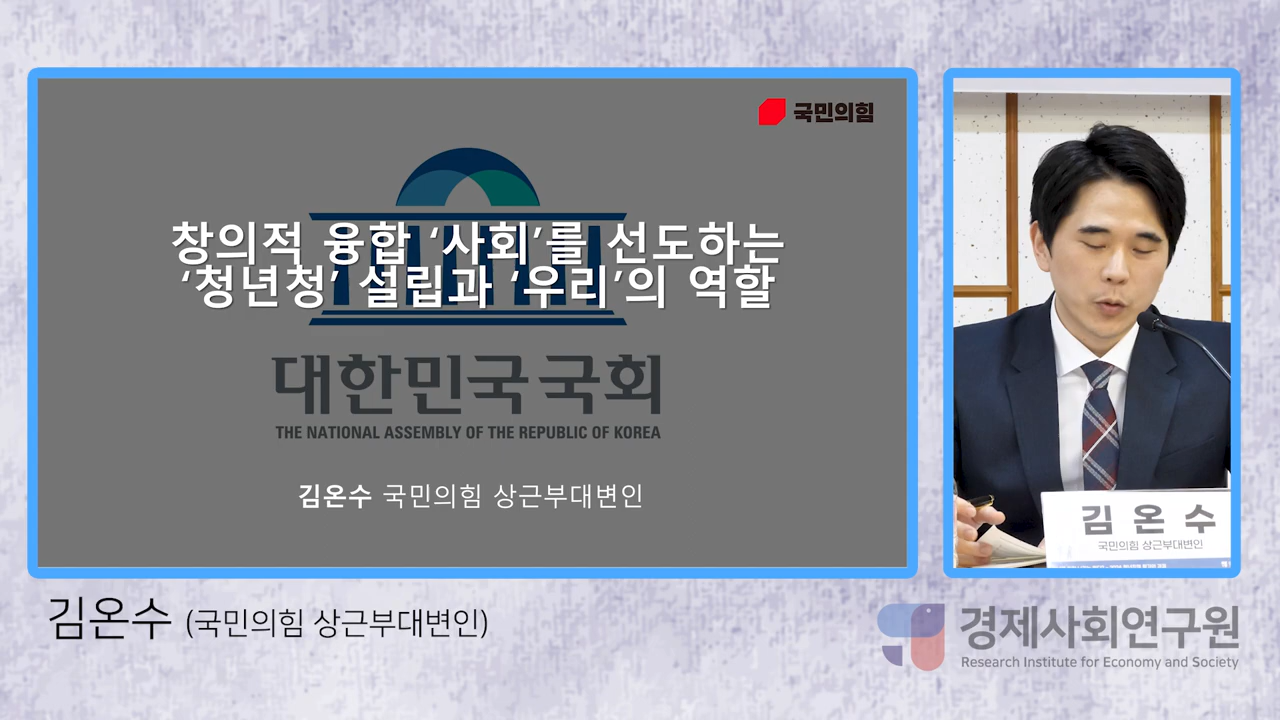 국민의힘
창의적 융합 ‘사회’를 선도하는
‘청년청’ 설립과 ‘우리’의 역할
대한민국국회
THE NATIONAL ASSEMBLY OF THE REPUBLIC OF KOREA
김온수 국민의힘 상근부대변인
김 온 수
국민의힘 상근부대변인
김온수 (국민의힘 상근부대변인)
경제사회연구원
Research Institute for Economy and Society